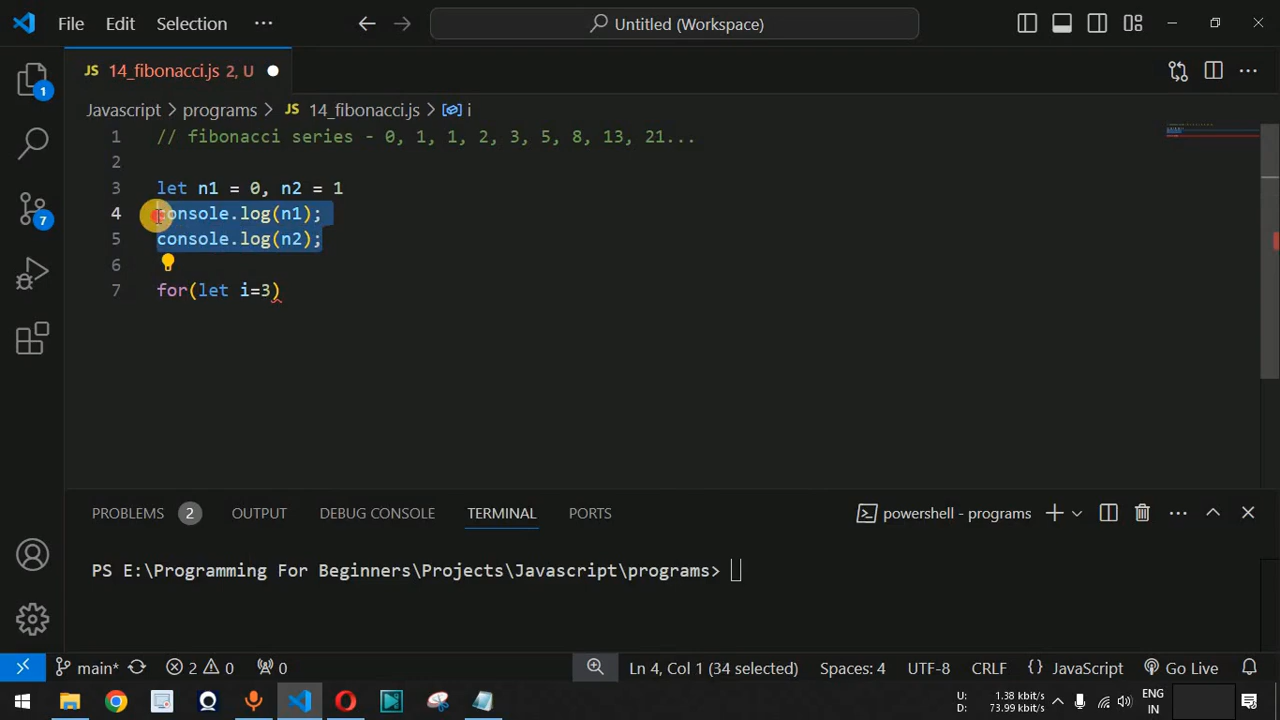 File Edit Selection ··· Untitled (Workspace)
JS 14_fibonacci.js 2, U
Javascript > programs > JS 14_fibonacci.js > i
1 // fibonacci series - 0, 1, 1, 2, 3, 5, 8, 13, 21...
2
3 let n1 = 0, n2 = 1
4 console.log(n1);
5 console.log(n2);
6
7 for(let i=3)
1
7
PROBLEMS 2 OUTPUT DEBUG CONSOLE TERMINAL PORTS powershell - programs
PS E:\Programming For Beginners\Projects\Javascript\programs>
main* 2 0 0 Ln 4, Col 1 (34 selected) Spaces: 4 UTF-8 CRLF {} JavaScript Go Live
U: 1.38 kbit/s
D: 73.99 kbit/s
ENG
IN